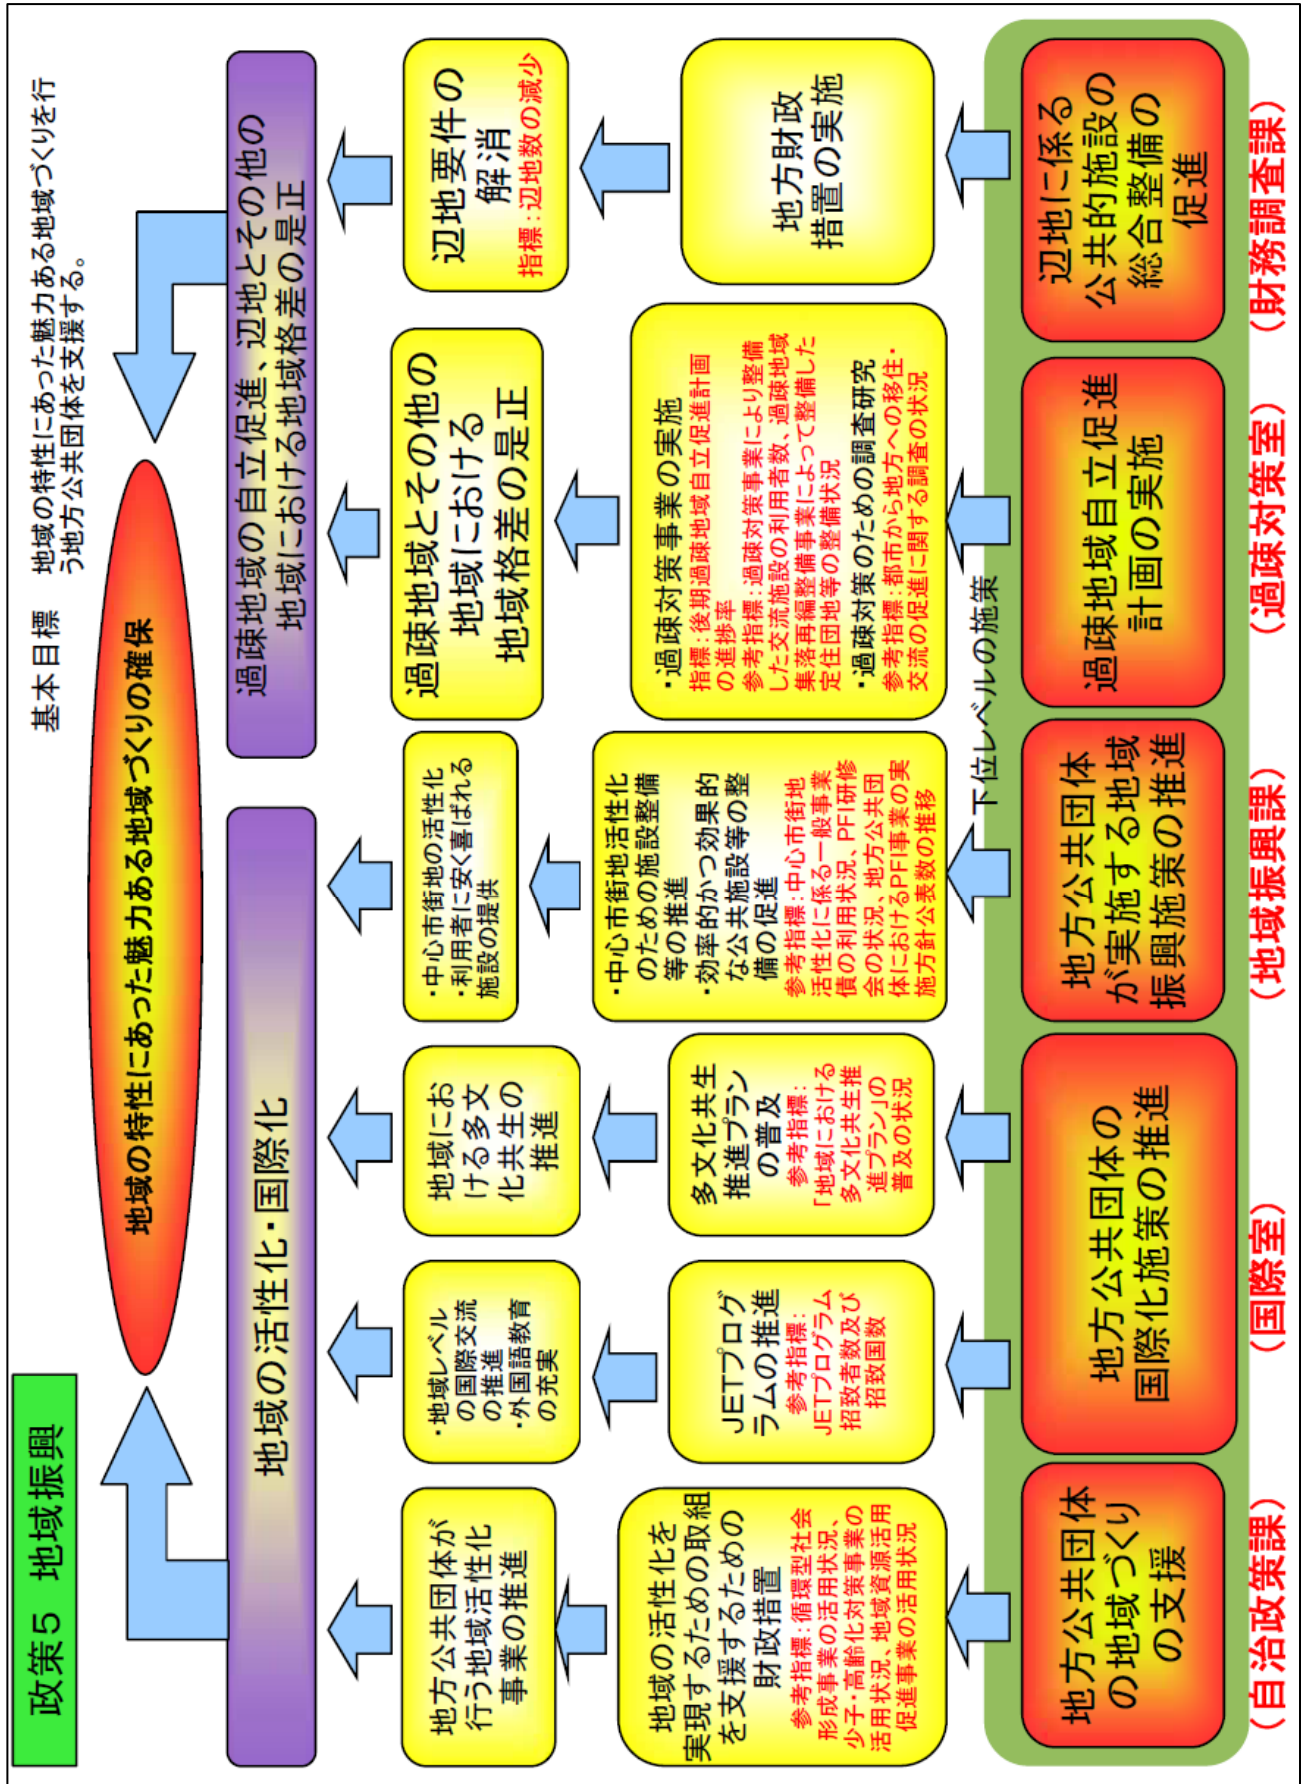 政策5 地域振興
基本目標 地域の特性にあった魅力ある地域づくりを行
う地方公共団体を支援する。
地域の特性にあった魅力ある地域づくりの確保
地域の活性化・国際化
過疎地域の自立促進、辺地とその他の
地域における地域格差の是正
地方公共団体が
行う地域活性化
事業の推進
・地域レベル
の国際交流
の推進
・外国語教育
の充実
地域にお
ける多文
化共生の
推進
・中心市街地の活性化
・利用者に安く喜ばれる
施設の提供
過疎地域とその他の
地域における
地域格差の是正
辺地要件の
解消
指標：辺地数の減少
地域の活性化を
実現するための取組
を支援するための
財政措置
参考指標：循環型社会
形成事業の活用状況、
少子・高齢化対策事業の
活用状況、地域資源活用
促進事業の活用状況
JETプログ
ラムの推進
参考指標：
JETプログラム
招致者数及び
招致国数
多文化共生
推進プラン
の普及
参考指標：
「地域における
多文化共生推
進プラン」の
普及の状況
・中心市街地活性化
のための施設整備
等の推進
・効率的かつ効果的
な公共施設等の整
備の促進
参考指標：中心市街地
活性化に係る一般事業
債の利用状況、PFI研修
会の状況、地方公共団
体におけるPFI事業の実
施方針公表数の推移
・過疎対策事業の実施
指標：後期過疎地域自立促進計画
の進捗率
参考指標：過疎対策事業により整備
した交流施設の利用者数、過疎地域
集落再編整備事業によって整備した
定住団地等の整備状況
・過疎対策のための調査研究
参考指標：都市から地方への移住・
交流の促進に関する調査の状況
地方財政
措置の実施
下位レベルの施策
地方公共団体
の地域づくり
の支援
地方公共団体の
国際化施策の推進
地方公共団体
が実施する地域
振興施策の推進
過疎地域自立促進
計画の実施
辺地に係る
公共的施設の
総合整備の
促進
（自治政策課）
（国際室）
（地域振興課）
（過疎対策室）
（財務調査課）